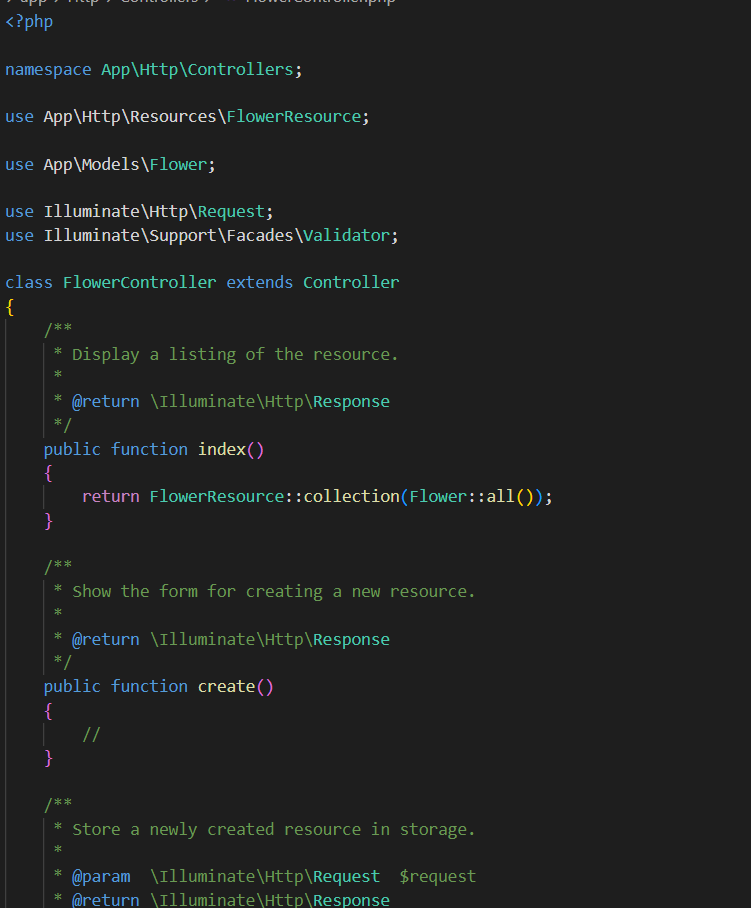 <?php

namespace App\Http\Controllers;

use App\Http\Resources\FlowerResource;

use App\Models\Flower;

use Illuminate\Http\Request;
use Illuminate\Support\Facades\Validator;

class FlowerController extends Controller
{
    /**
     * Display a listing of the resource.
     *
     * @return \Illuminate\Http\Response
     */
    public function index()
    {
        return FlowerResource::collection(Flower::all());
    }

    /**
     * Show the form for creating a new resource.
     *
     * @return \Illuminate\Http\Response
     */
    public function create()
    {
        //
    }

    /**
     * Store a newly created resource in storage.
     *
     * @param  \Illuminate\Http\Request  $request
     * @return \Illuminate\Http\Response